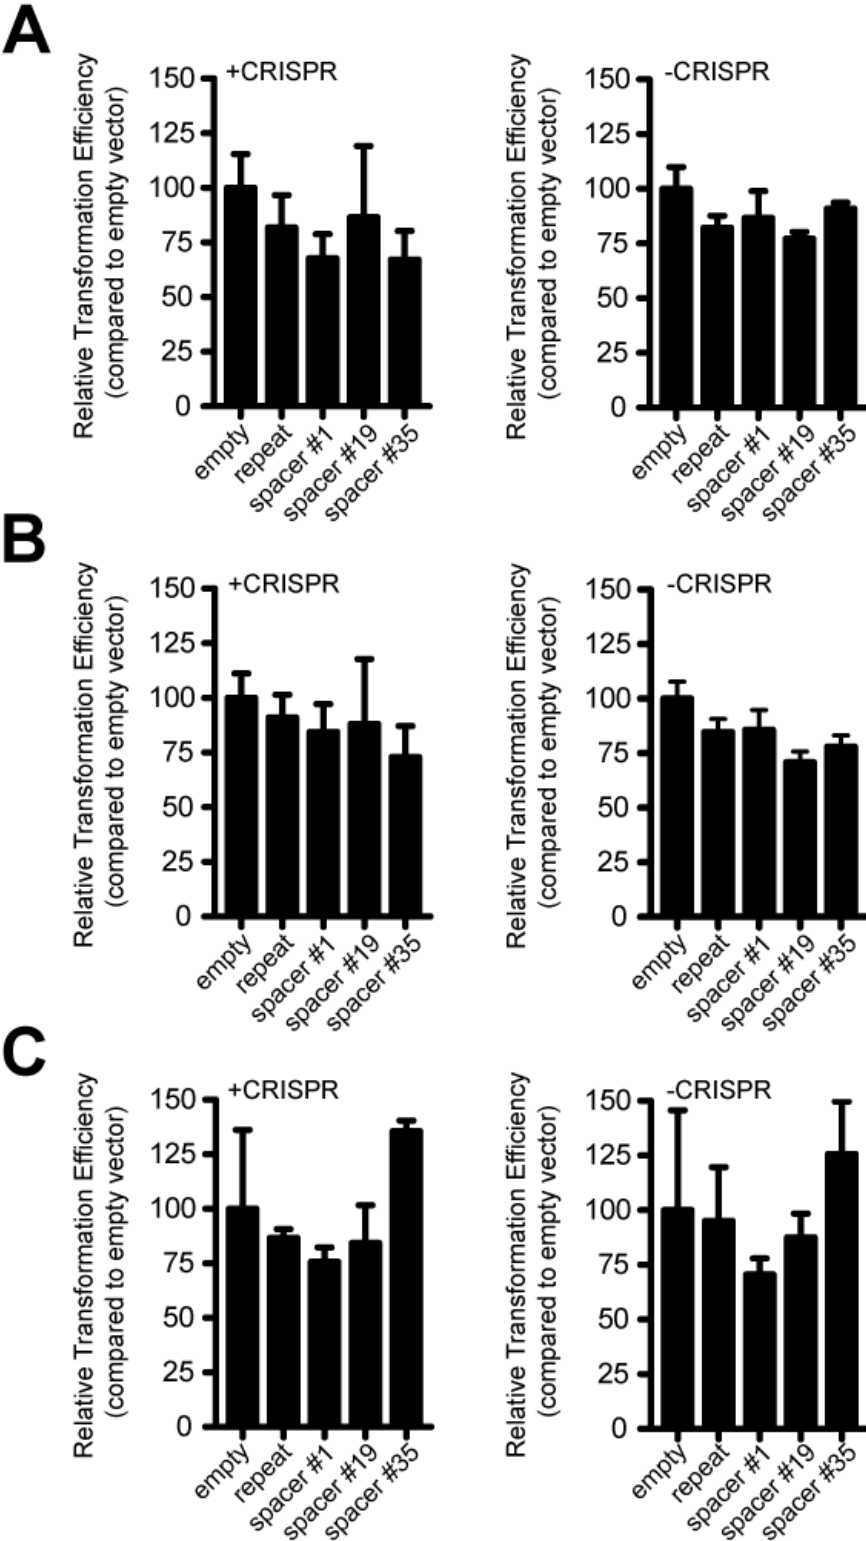 A
+CRISPR
Relative Transformation Efficiency
(compared to empty vector)
150
125
100
75
50
25
0
empty
repeat
spacer #1
spacer #19
spacer #35
-CRISPR
Relative Transformation Efficiency
(compared to empty vector)
150
125
100
75
50
25
0
empty
repeat
spacer #1
spacer #19
spacer #35
B
+CRISPR
Relative Transformation Efficiency
(compared to empty vector)
150
125
100
75
50
25
0
empty
repeat
spacer #1
spacer #19
spacer #35
-CRISPR
Relative Transformation Efficiency
(compared to empty vector)
150
125
100
75
50
25
0
empty
repeat
spacer #1
spacer #19
spacer #35
C
+CRISPR
Relative Transformation Efficiency
(compared to empty vector)
150
125
100
75
50
25
0
empty
repeat
spacer #1
spacer #19
spacer #35
-CRISPR
Relative Transformation Efficiency
(compared to empty vector)
150
125
100
75
50
25
0
empty
repeat
spacer #1
spacer #19
spacer #35